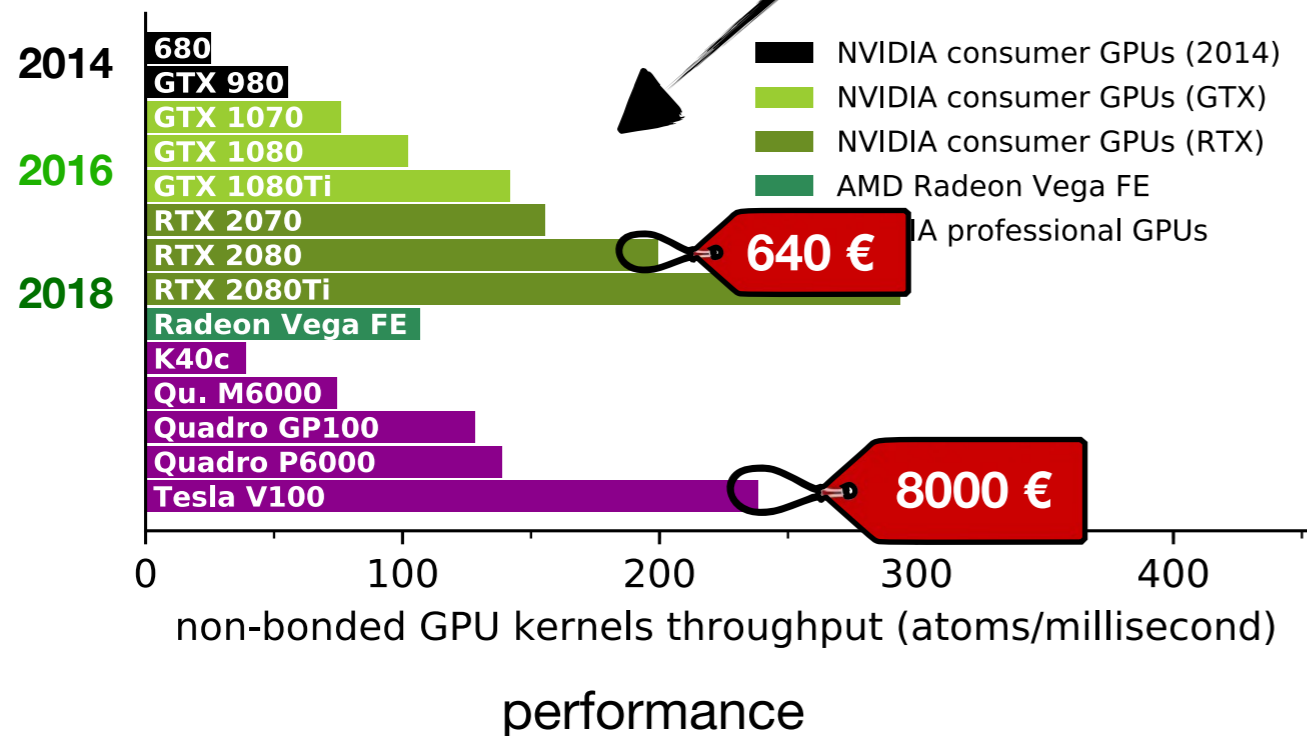 2014
680
GTX 980
GTX 1070
2016
GTX 1080
GTX 1080Ti
RTX 2070
RTX 2080
2018
RTX 2080Ti
Radeon Vega FE
K40c
Qu. M6000
Quadro GP100
Quadro P6000
Tesla V100
NVIDIA consumer GPUs (2014)
NVIDIA consumer GPUs (GTX)
NVIDIA consumer GPUs (RTX)
AMD Radeon Vega FE
IA professional GPUs
640 €
8000 €
0 100 200 300 400
non-bonded GPU kernels throughput (atoms/millisecond)
performance